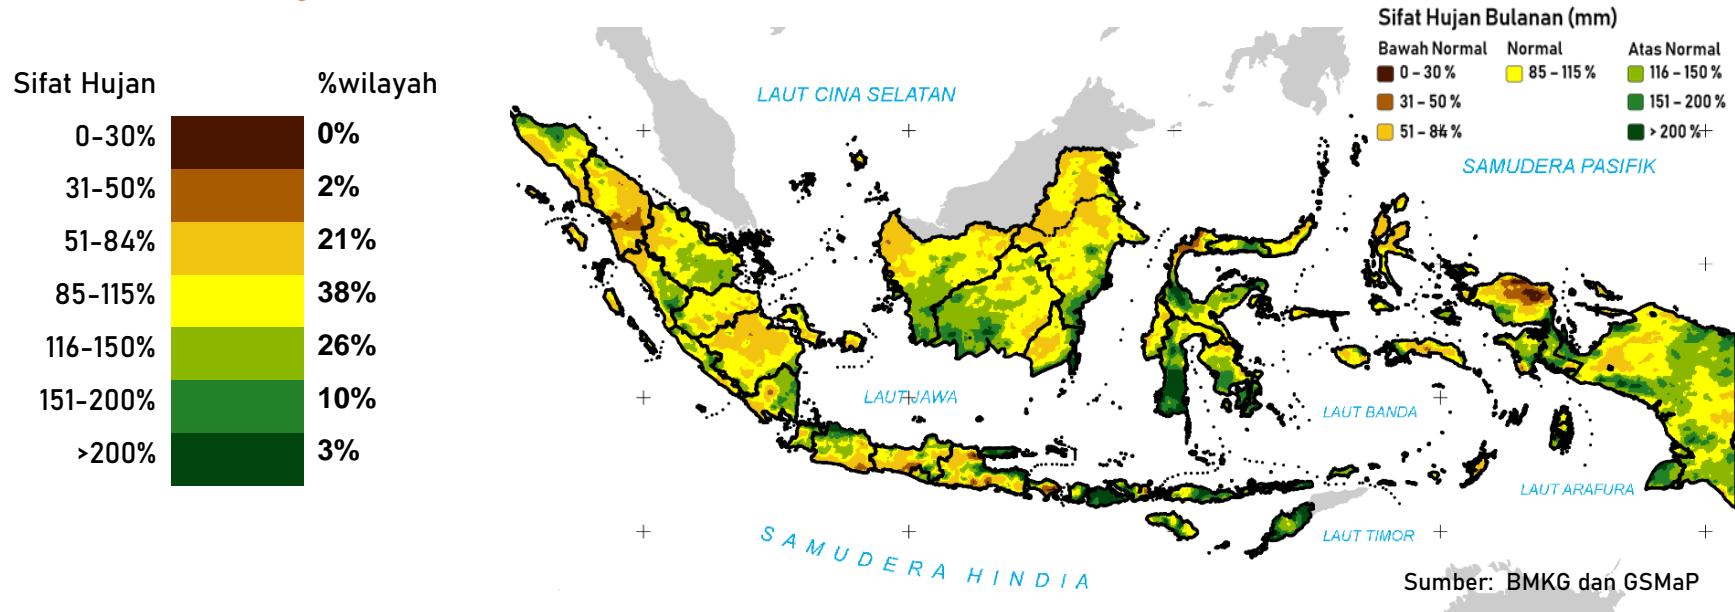 Sifat Hujan %wilayah
0-30% 0%
31-50% 2%
51-84% 21%
85-115% 38%
116-150% 26%
151-200% 10%
>200% 3%
Sifat Hujan Bulanan (mm)
Bawah Normal Normal Atas Normal
0 - 30 % 85 - 115 % 116 - 150 %
31 - 50 % 151 - 200 %
51 - 84 % > 200 %
LAUT CINA SELATAN
SAMUDERA PASIFIK
LAUT JAWA
LAUT BANDA
LAUT ARAFURA
LAUT TIMOR
SAMUDERA HINDIA
Sumber: BMKG dan GSMaP